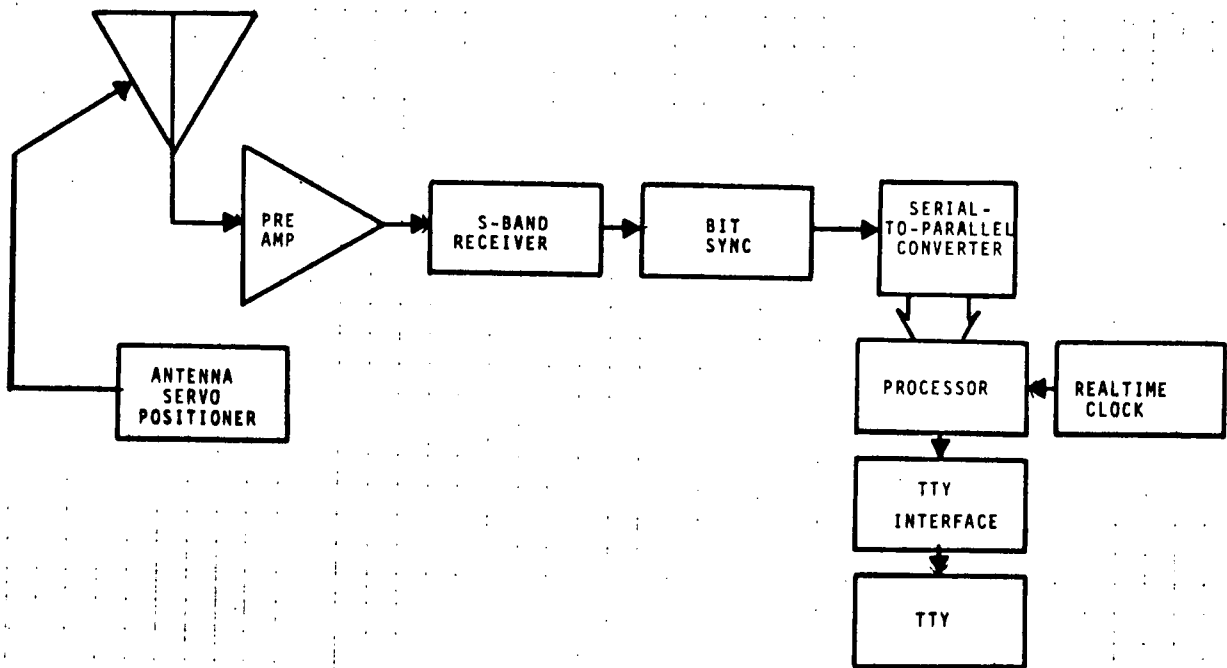 PRE
AMP
S-BAND
RECEIVER
BIT
SYNC
SERIAL-
TO-PARALLEL
CONVERTER
ANTENNA
SERVO
POSITIONER
PROCESSOR
REALTIME
CLOCK
TTY
INTERFACE
TTY